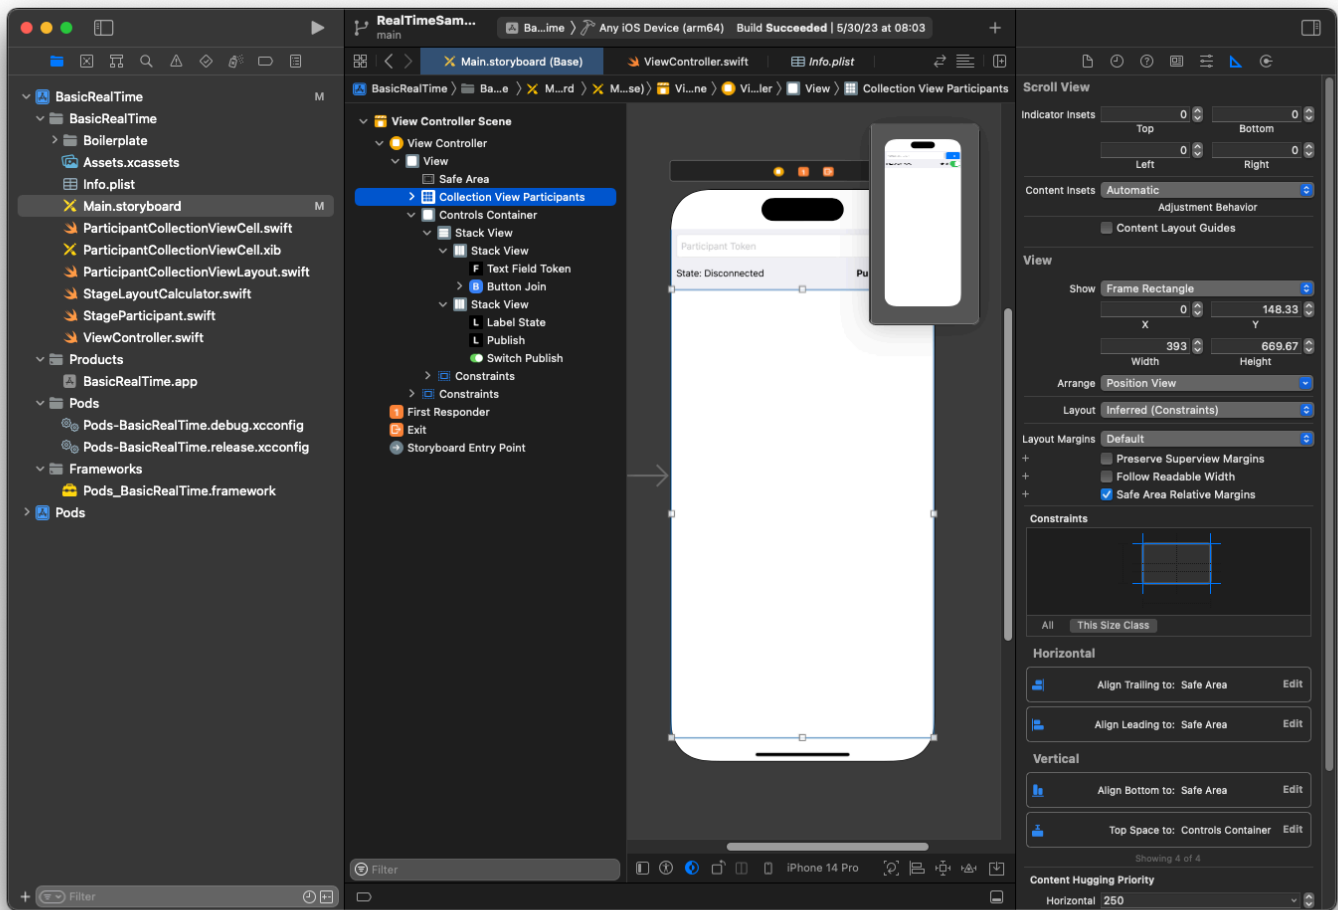 RealTimeSam...
main
Ba...ime
Any iOS Device (arm64)
Build Succeeded | 5/30/23 at 08:03
Main.storyboard (Base)
ViewController.swift
Info.plist
BasicRealTime
Ba...e
M...rd
M...se)
Vi...ne
Vi...ler
View
Collection View Participants
BasicRealTime M
BasicRealTime
Boilerplate
Assets.xcassets
Info.plist
Main.storyboard M
ParticipantCollectionViewCell.swift
ParticipantCollectionViewCell.xib
ParticipantCollectionViewLayout.swift
StageLayoutCalculator.swift
StageParticipant.swift
ViewController.swift
Products
BasicRealTime.app
Pods
Pods-BasicRealTime.debug.xcconfig
Pods-BasicRealTime.release.xcconfig
Frameworks
Pods_BasicRealTime.framework
Pods
Filter
View Controller Scene
View Controller
View
Safe Area
Collection View Participants
Controls Container
Stack View
Stack View
F Text Field Token
B Button Join
Stack View
L Label State
L Publish
Switch Publish
Constraints
Constraints
1 First Responder
Exit
Storyboard Entry Point
Filter
1
Participant Token
State: Disconnected
Pu
iPhone 14 Pro
Scroll View
Indicator Insets 0 0
Top Bottom
0 0
Left Right
Content Insets Automatic
Adjustment Behavior
Content Layout Guides
View
Show Frame Rectangle
0 148.33
X Y
393 669.67
Width Height
Arrange Position View
Layout Inferred (Constraints)
Layout Margins Default
+ Preserve Superview Margins
+ Follow Readable Width
+ Safe Area Relative Margins
Constraints
All This Size Class
Horizontal
Align Trailing to: Safe Area Edit
Align Leading to: Safe Area Edit
Vertical
Align Bottom to: Safe Area Edit
Top Space to: Controls Container Edit
Showing 4 of 4
Content Hugging Priority
Horizontal 250